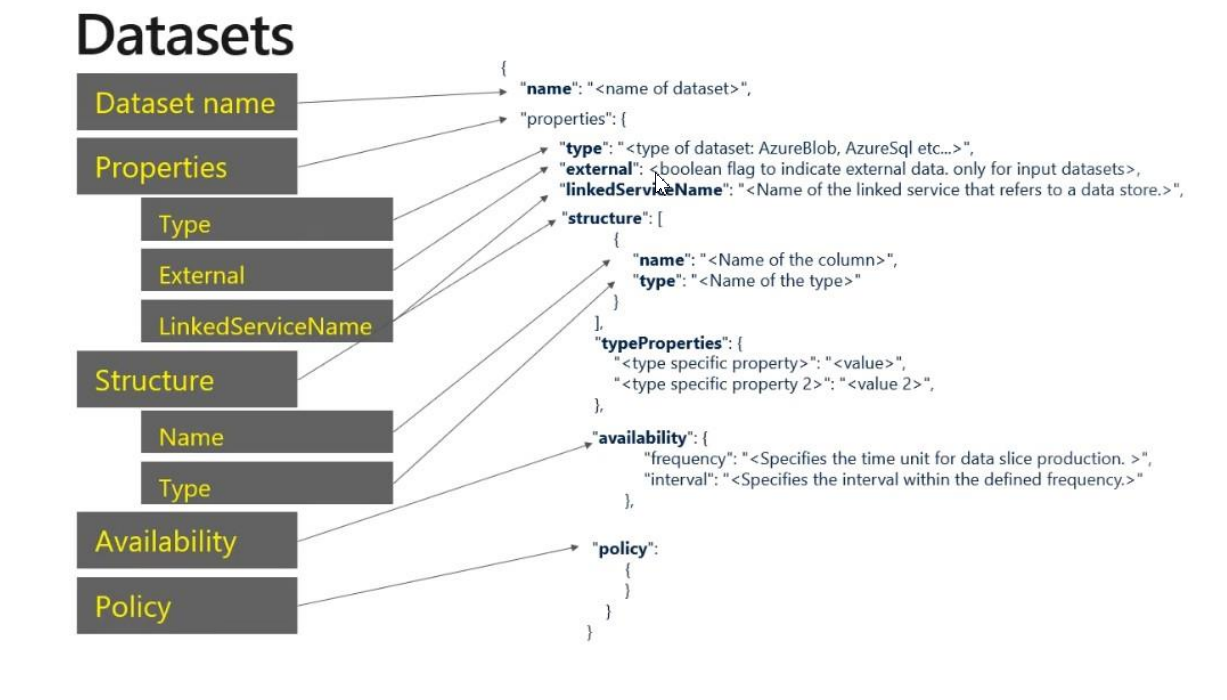 Datasets
Dataset name
Properties
Type
External
LinkedServiceName
Structure
Name
Type
Availability
Policy
{
"name": "<name of dataset>",
"properties": {
"type": "<type of dataset: AzureBlob, AzureSql etc...>",
"external": <boolean flag to indicate external data. only for input datasets>,
"linkedServiceName": "<Name of the linked service that refers to a data store.>",
"structure": [
{
"name": "<Name of the column>",
"type": "<Name of the type>"
}
],
"typeProperties": {
"<type specific property>": "<value>",
"<type specific property 2>": "<value 2>",
},
"availability": {
"frequency": "<Specifies the time unit for data slice production. >",
"interval": "<Specifies the interval within the defined frequency.>"
},
"policy":
{
}
}
}